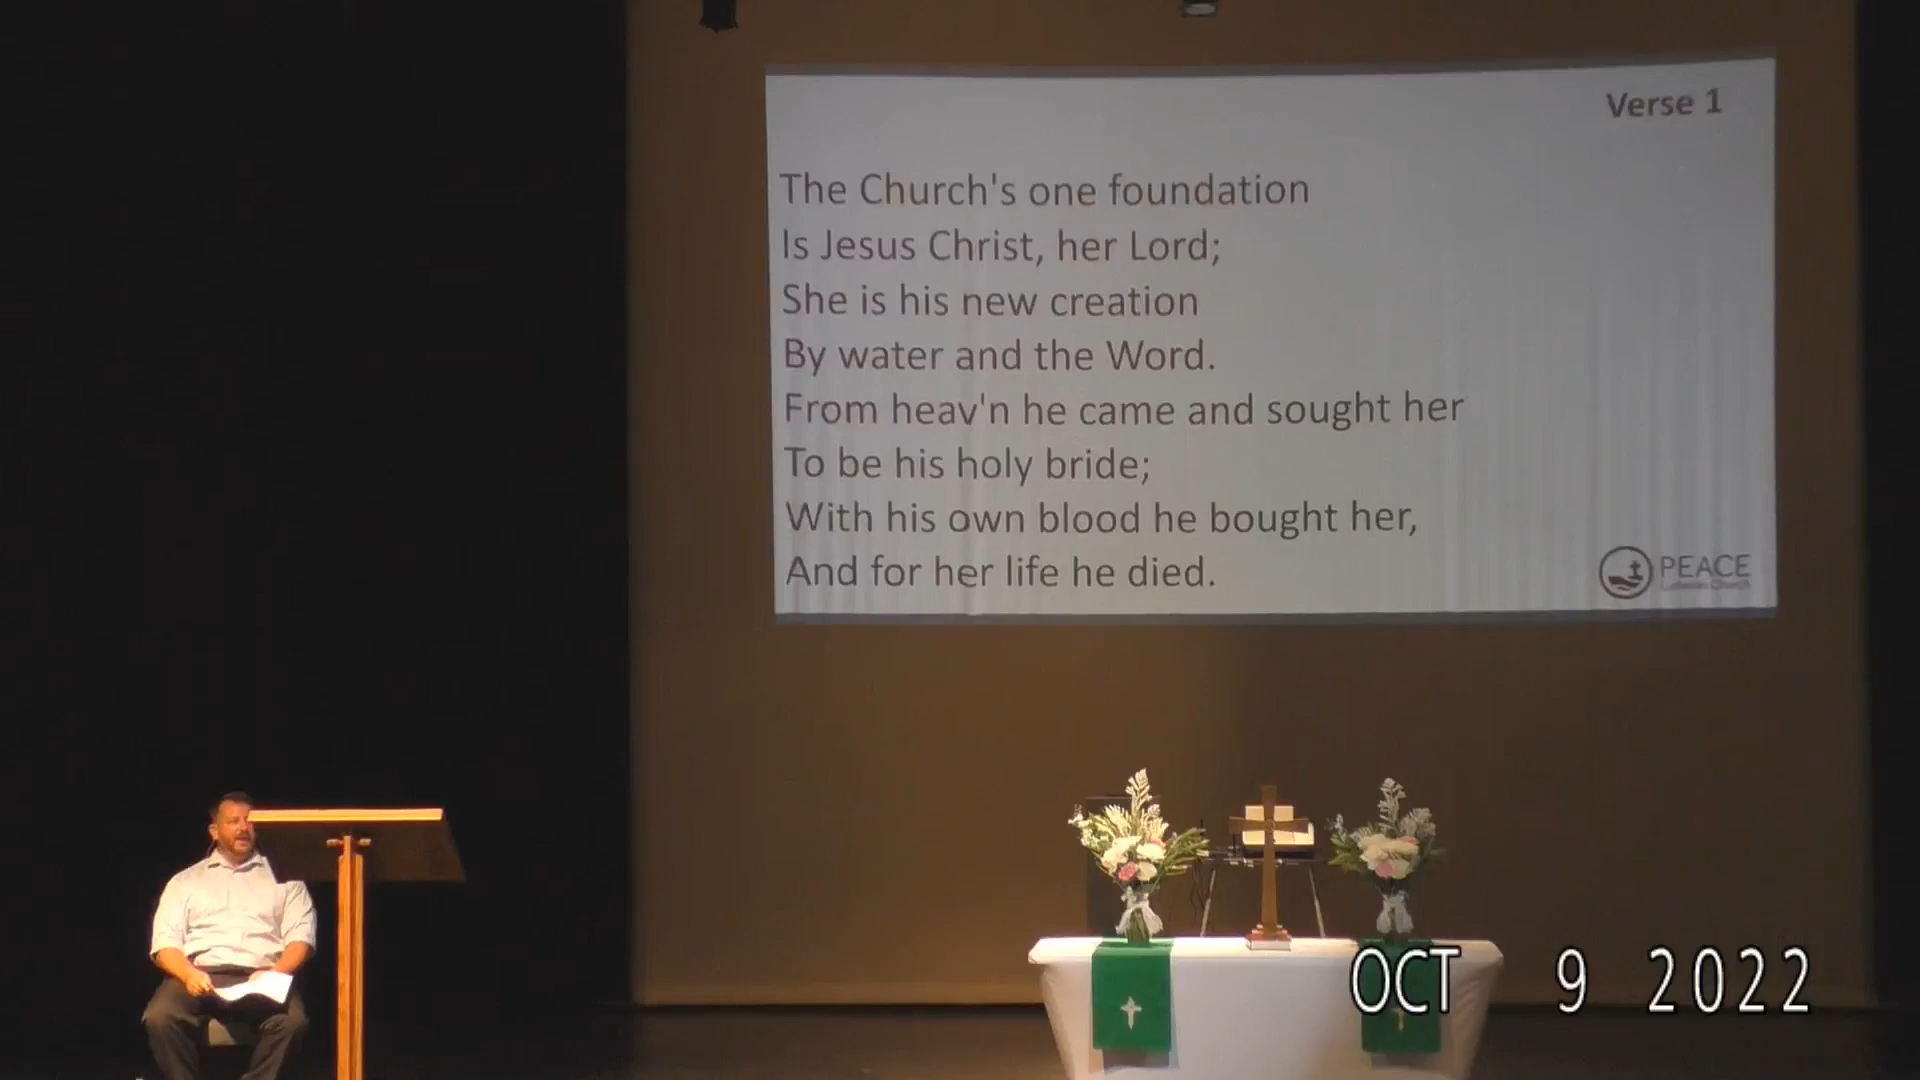 Verse 1
The Church's one foundation
Is Jesus Christ, her Lord;
She is his new creation
By water and the Word.
From heav'n he came and sought her
To be his holy bride;
With his own blood he bought her,
And for her life he died.
PEACE
Lutheran Church
OCT 9 2022